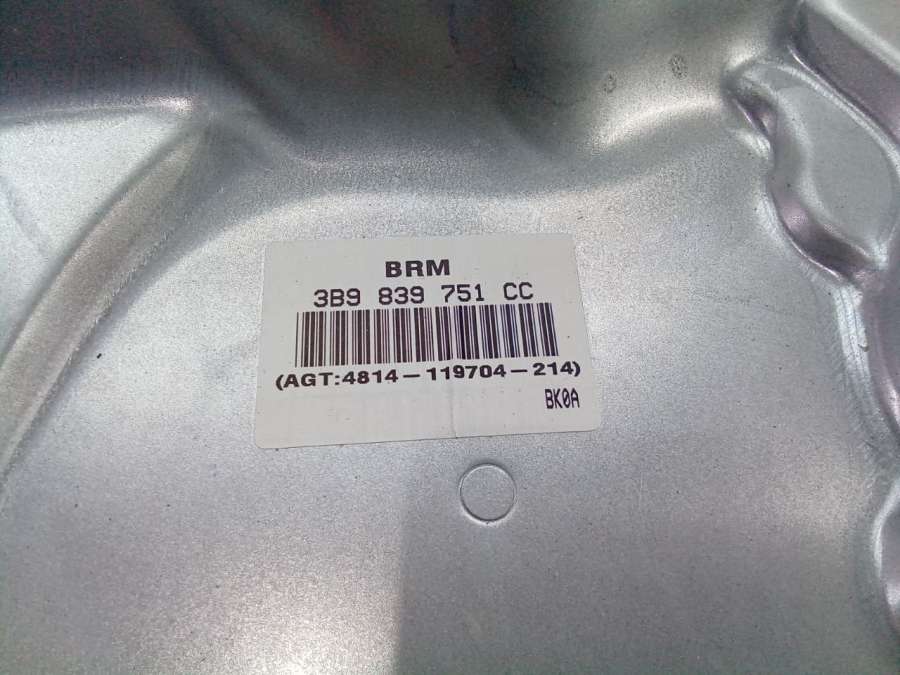 BRM
3B9 839 751 CC
(AGT:4814-119704-214)
BK0A